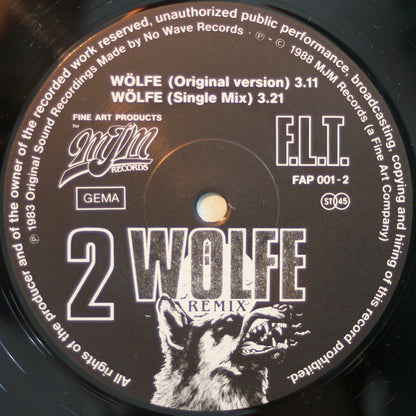 All rights of the producer and of the owner of the recorded work reserved, unauthorized public performance, broadcasting, copying and hiring of this record prohibited.
℗ 1983 Original Sound Recordings Made by No Wave Records · ℗ - © 1988 MJM Records (a Fine Art Company)
WÖLFE (Original version) 3.11
WÖLFE (Single Mix) 3.21
FINE ART PRODUCTS
for
MJM
RECORDS
F.L.T.
FAP 001-2
GEMA
ST 45
2 WOLFE
REMIX